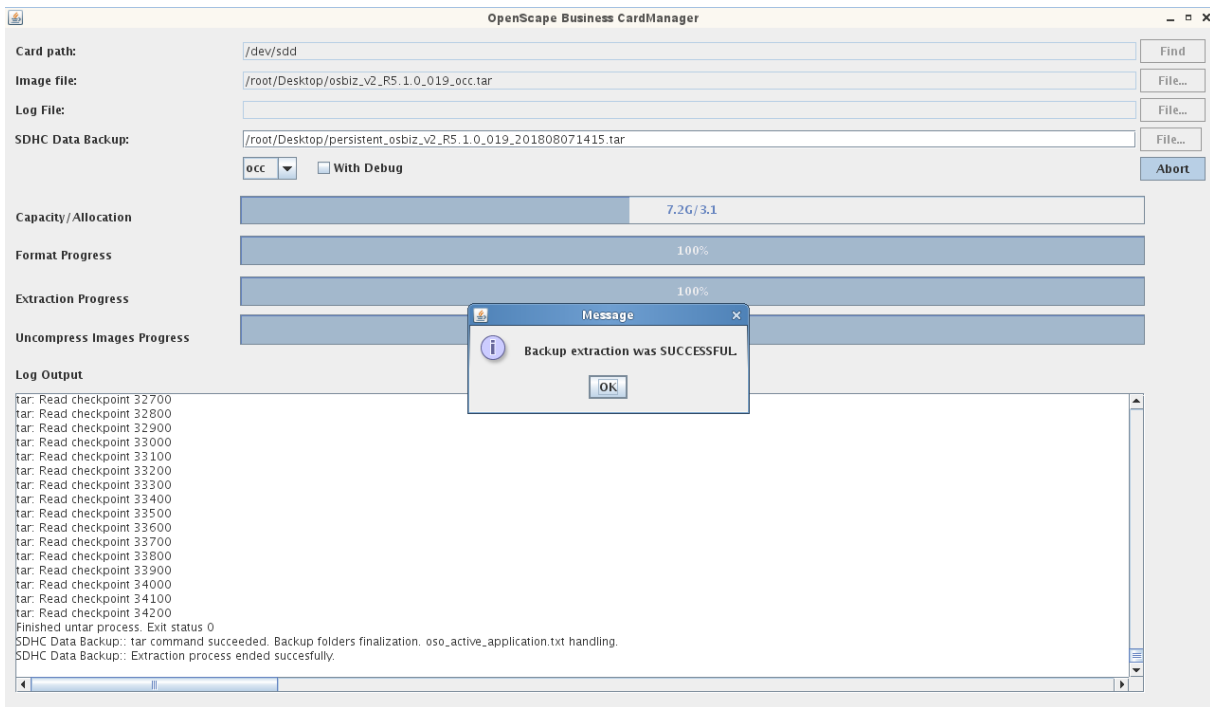 OpenScape Business CardManager
Card path: /dev/sdd Find
Image file: /root/Desktop/osbiz_v2_R5.1.0_019_occ.tar File...
Log File: File...
SDHC Data Backup: /root/Desktop/persistent_osbiz_v2_R5.1.0_019_201808071415.tar File...
occ With Debug Abort
Capacity/Allocation 7.2G/3.1
Format Progress 100%
Extraction Progress 100%
Uncompress Images Progress
Message
Backup extraction was SUCCESSFUL.
OK
Log Output
tar: Read checkpoint 32700
tar: Read checkpoint 32800
tar: Read checkpoint 32900
tar: Read checkpoint 33000
tar: Read checkpoint 33100
tar: Read checkpoint 33200
tar: Read checkpoint 33300
tar: Read checkpoint 33400
tar: Read checkpoint 33500
tar: Read checkpoint 33600
tar: Read checkpoint 33700
tar: Read checkpoint 33800
tar: Read checkpoint 33900
tar: Read checkpoint 34000
tar: Read checkpoint 34100
tar: Read checkpoint 34200
Finished untar process. Exit status 0
SDHC Data Backup:: tar command succeeded. Backup folders finalization. oso_active_application.txt handling.
SDHC Data Backup:: Extraction process ended succesfully.